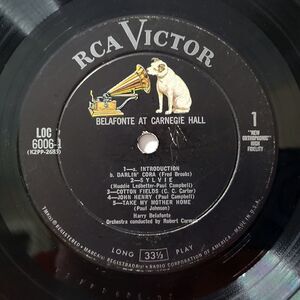 RCA VICTOR
BELAFONTE AT CARNEGIE HALL
LOC
6006-1
(K2PP-2683)
1
"NEW
ORTHOPHONIC"
HIGH
FIDELITY
1—a. INTRODUCTION
b. DARLIN' CORA (Fred Brooks)
2—SYLVIE
(Huddie Ledbetter-Paul Campbell)
3—COTTON FIELDS (C. C. Carter)
4—JOHN HENRY (Paul Campbell)
5—TAKE MY MOTHER HOME
(Paul Johnson)
Harry Belafonte
Orchestra conducted by Robert Corman
LONG 33⅓ PLAY